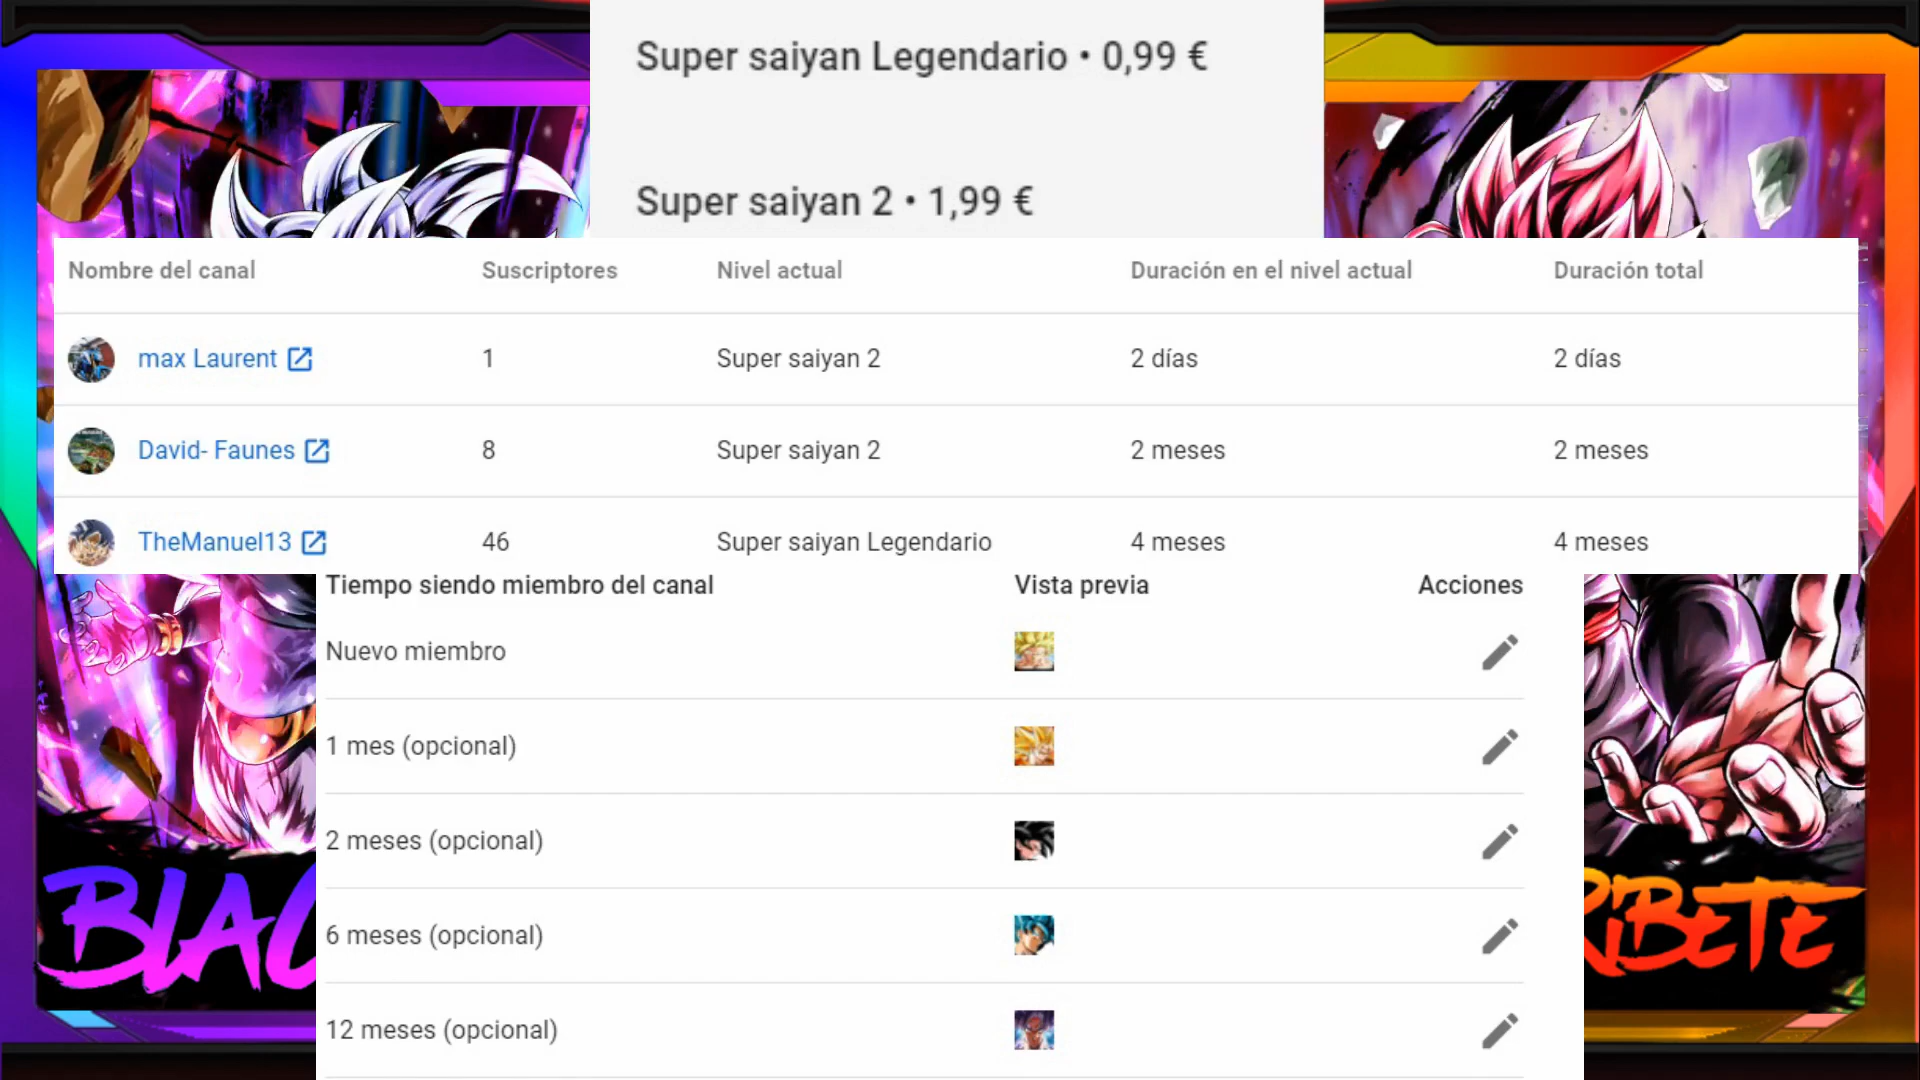 Super saiyan Legendario • 0,99 €
Super saiyan 2 • 1,99 €
Nombre del canal Suscriptores Nivel actual Duración en el nivel actual Duración total
max Laurent 1 Super saiyan 2 2 días 2 días
David- Faunes 8 Super saiyan 2 2 meses 2 meses
TheManuel13 46 Super saiyan Legendario 4 meses 4 meses
Tiempo siendo miembro del canal Vista previa Acciones
Nuevo miembro
1 mes (opcional)
2 meses (opcional)
6 meses (opcional)
12 meses (opcional)
BLAC
RIBETE